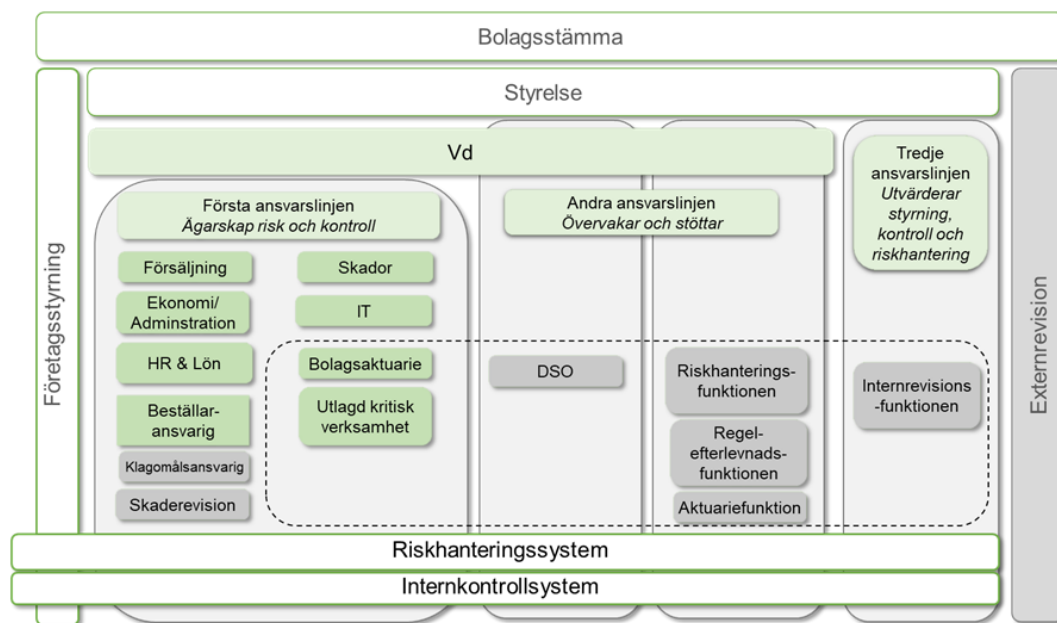 Bolagsstämma
Företagsstyrning
Styrelse
Externrevision
Vd
Första ansvarslinjen
Ägarskap risk och kontroll
Andra ansvarslinjen
Övervakar och stöttar
Tredje
ansvarslinjen
Utvärderar
styrning,
kontroll och
riskhantering
Försäljning
Ekonomi/
Adminstration
HR & Lön
Beställar-
ansvarig
Klagomålsansvarig
Skaderevision
Skador
IT
Bolagsaktuarie
Utlagd kritisk
verksamhet
DSO
Riskhanterings-
funktionen
Regel-
efterlevnads-
funktionen
Aktuariefunktion
Internrevisions
-funktionen
Riskhanteringssystem
Internkontrollsystem